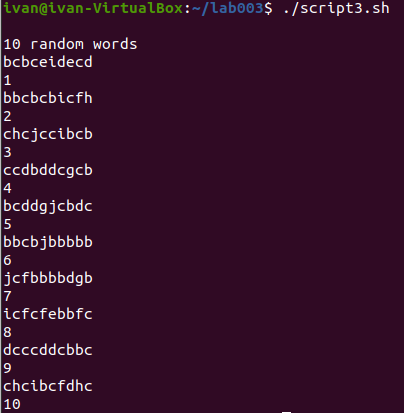 ivan@ivan-VirtualBox:~/lab003$ ./script3.sh
10 random words
bcbceidecd
1
bbcbcbicfh
2
chcjccibcb
3
ccdbddcgcb
4
bcddgjcbdc
5
bbcbjbbbbb
6
jcfbbbbdgb
7
icfcfebbfc
8
dcccddcbbc
9
chcibcfdhc
10